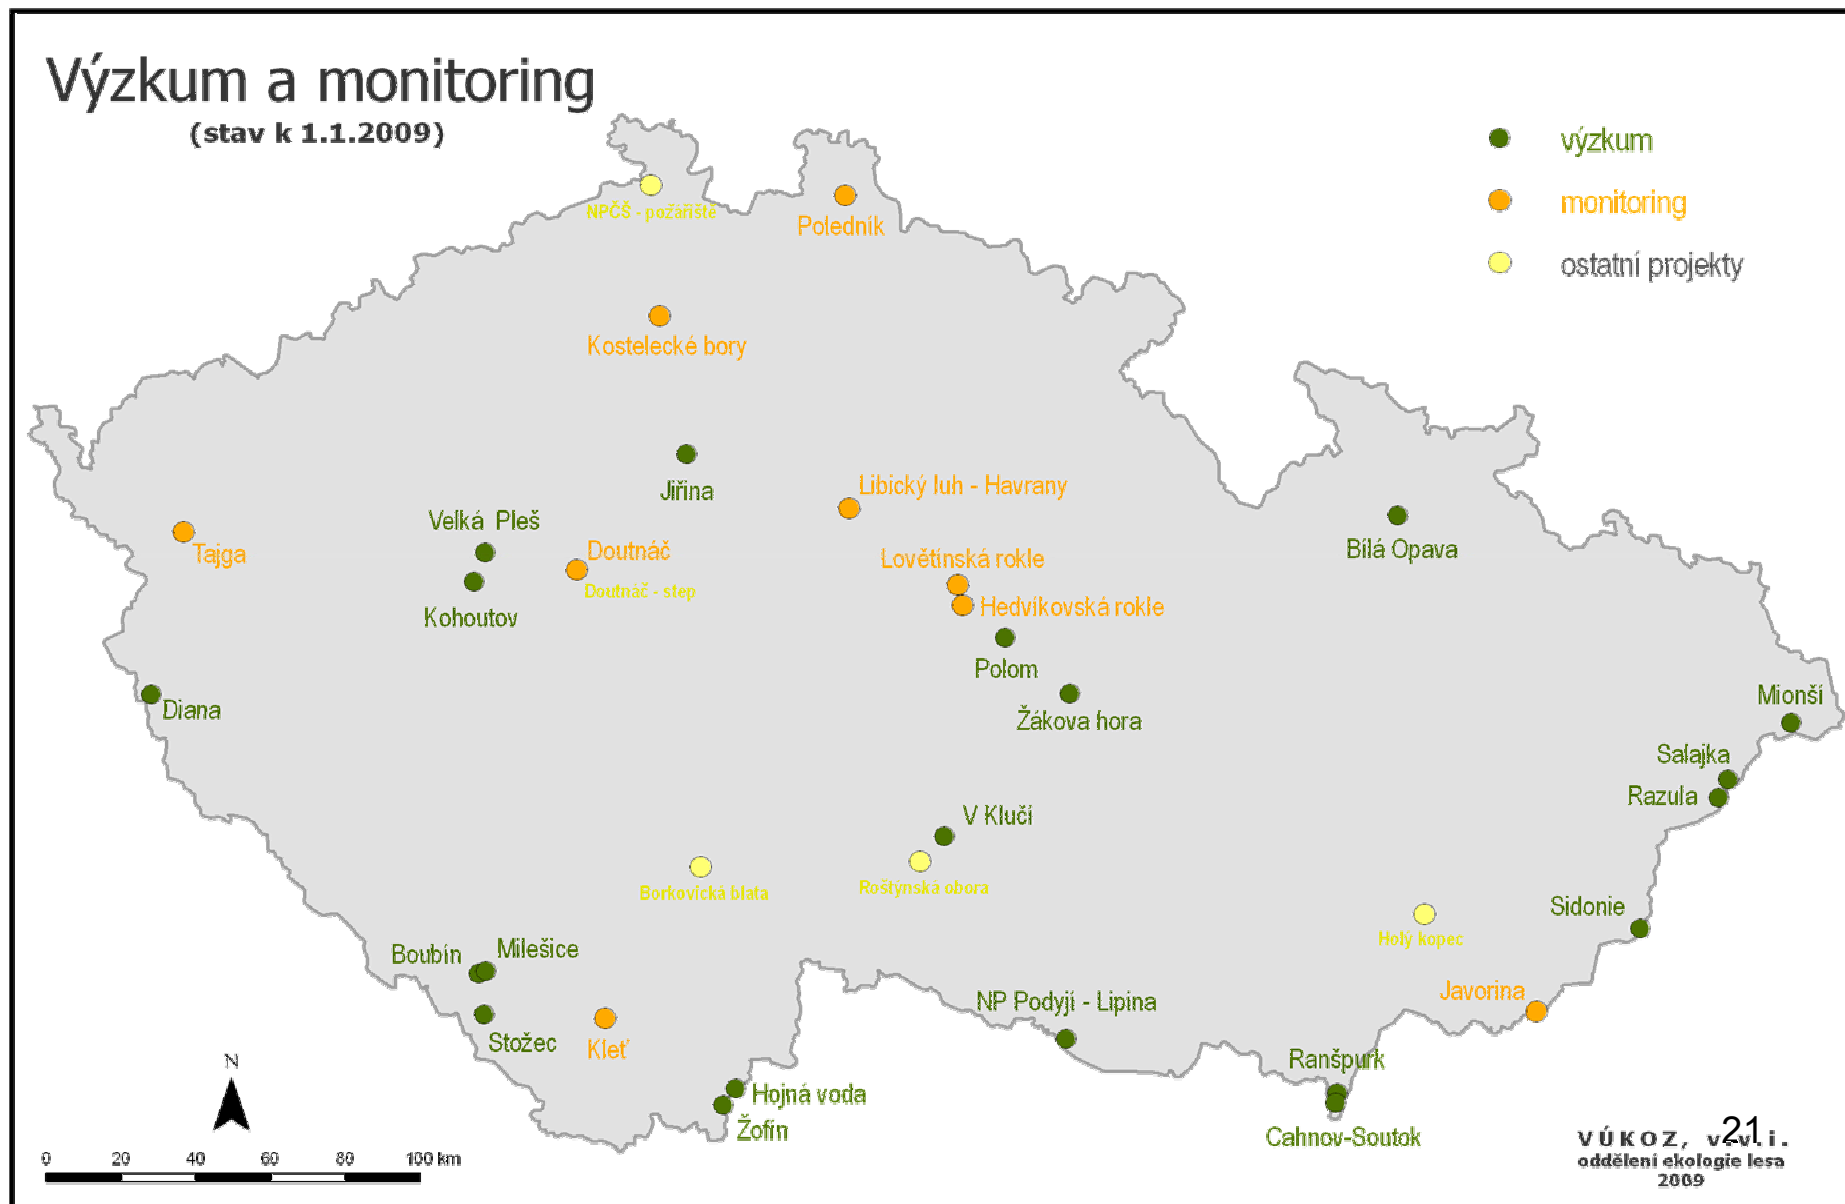 Výzkum a monitoring
(stav k 1.1.2009)
výzkum
monitoring
ostatní projekty
NPČŠ - požářiště
Poledník
Kostelecké bory
Jiřina
Libický luh - Havrany
Velká Pleš
Bílá Opava
Tajga
Doutnáč
Lovětínská rokle
Doutnáč - step
Kohoutov
Hedvíkovská rokle
Polom
Diana
Žákova hora
Mionší
Salajka
Razula
V Klučí
Borkovická blata
Roštýnská obora
Sidonie
Holý kopec
Boubín
Milešice
Javorina
NP Podyjí - Lipina
Stožec
Kleť
Ranšpurk
N
Hojná voda
Žofín
Cahnov-Soutok
0 20 40 60 80 100 km
21
VÚKOZ, v.v.i.
oddělení ekologie lesa
2009